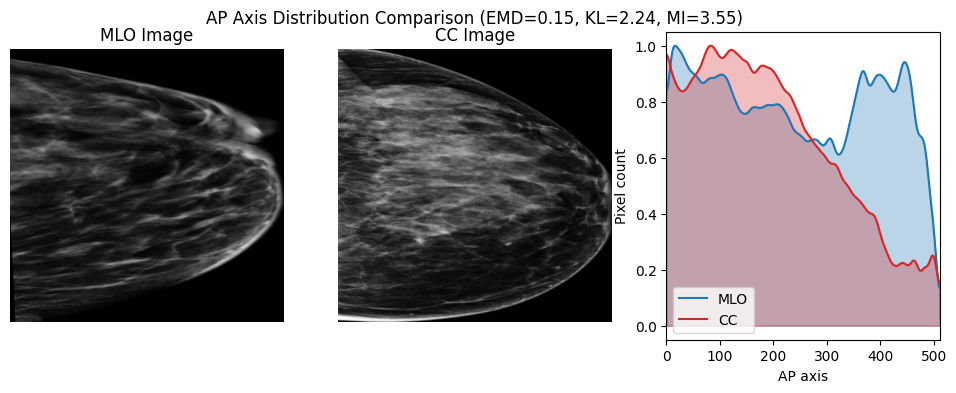 AP Axis Distribution Comparison (EMD=0.15, KL=2.24, MI=3.55)
MLO Image
CC Image
1.0
0.8
0.6
0.4
0.2
0.0
Pixel count
MLO
CC
0 100 200 300 400 500
AP axis